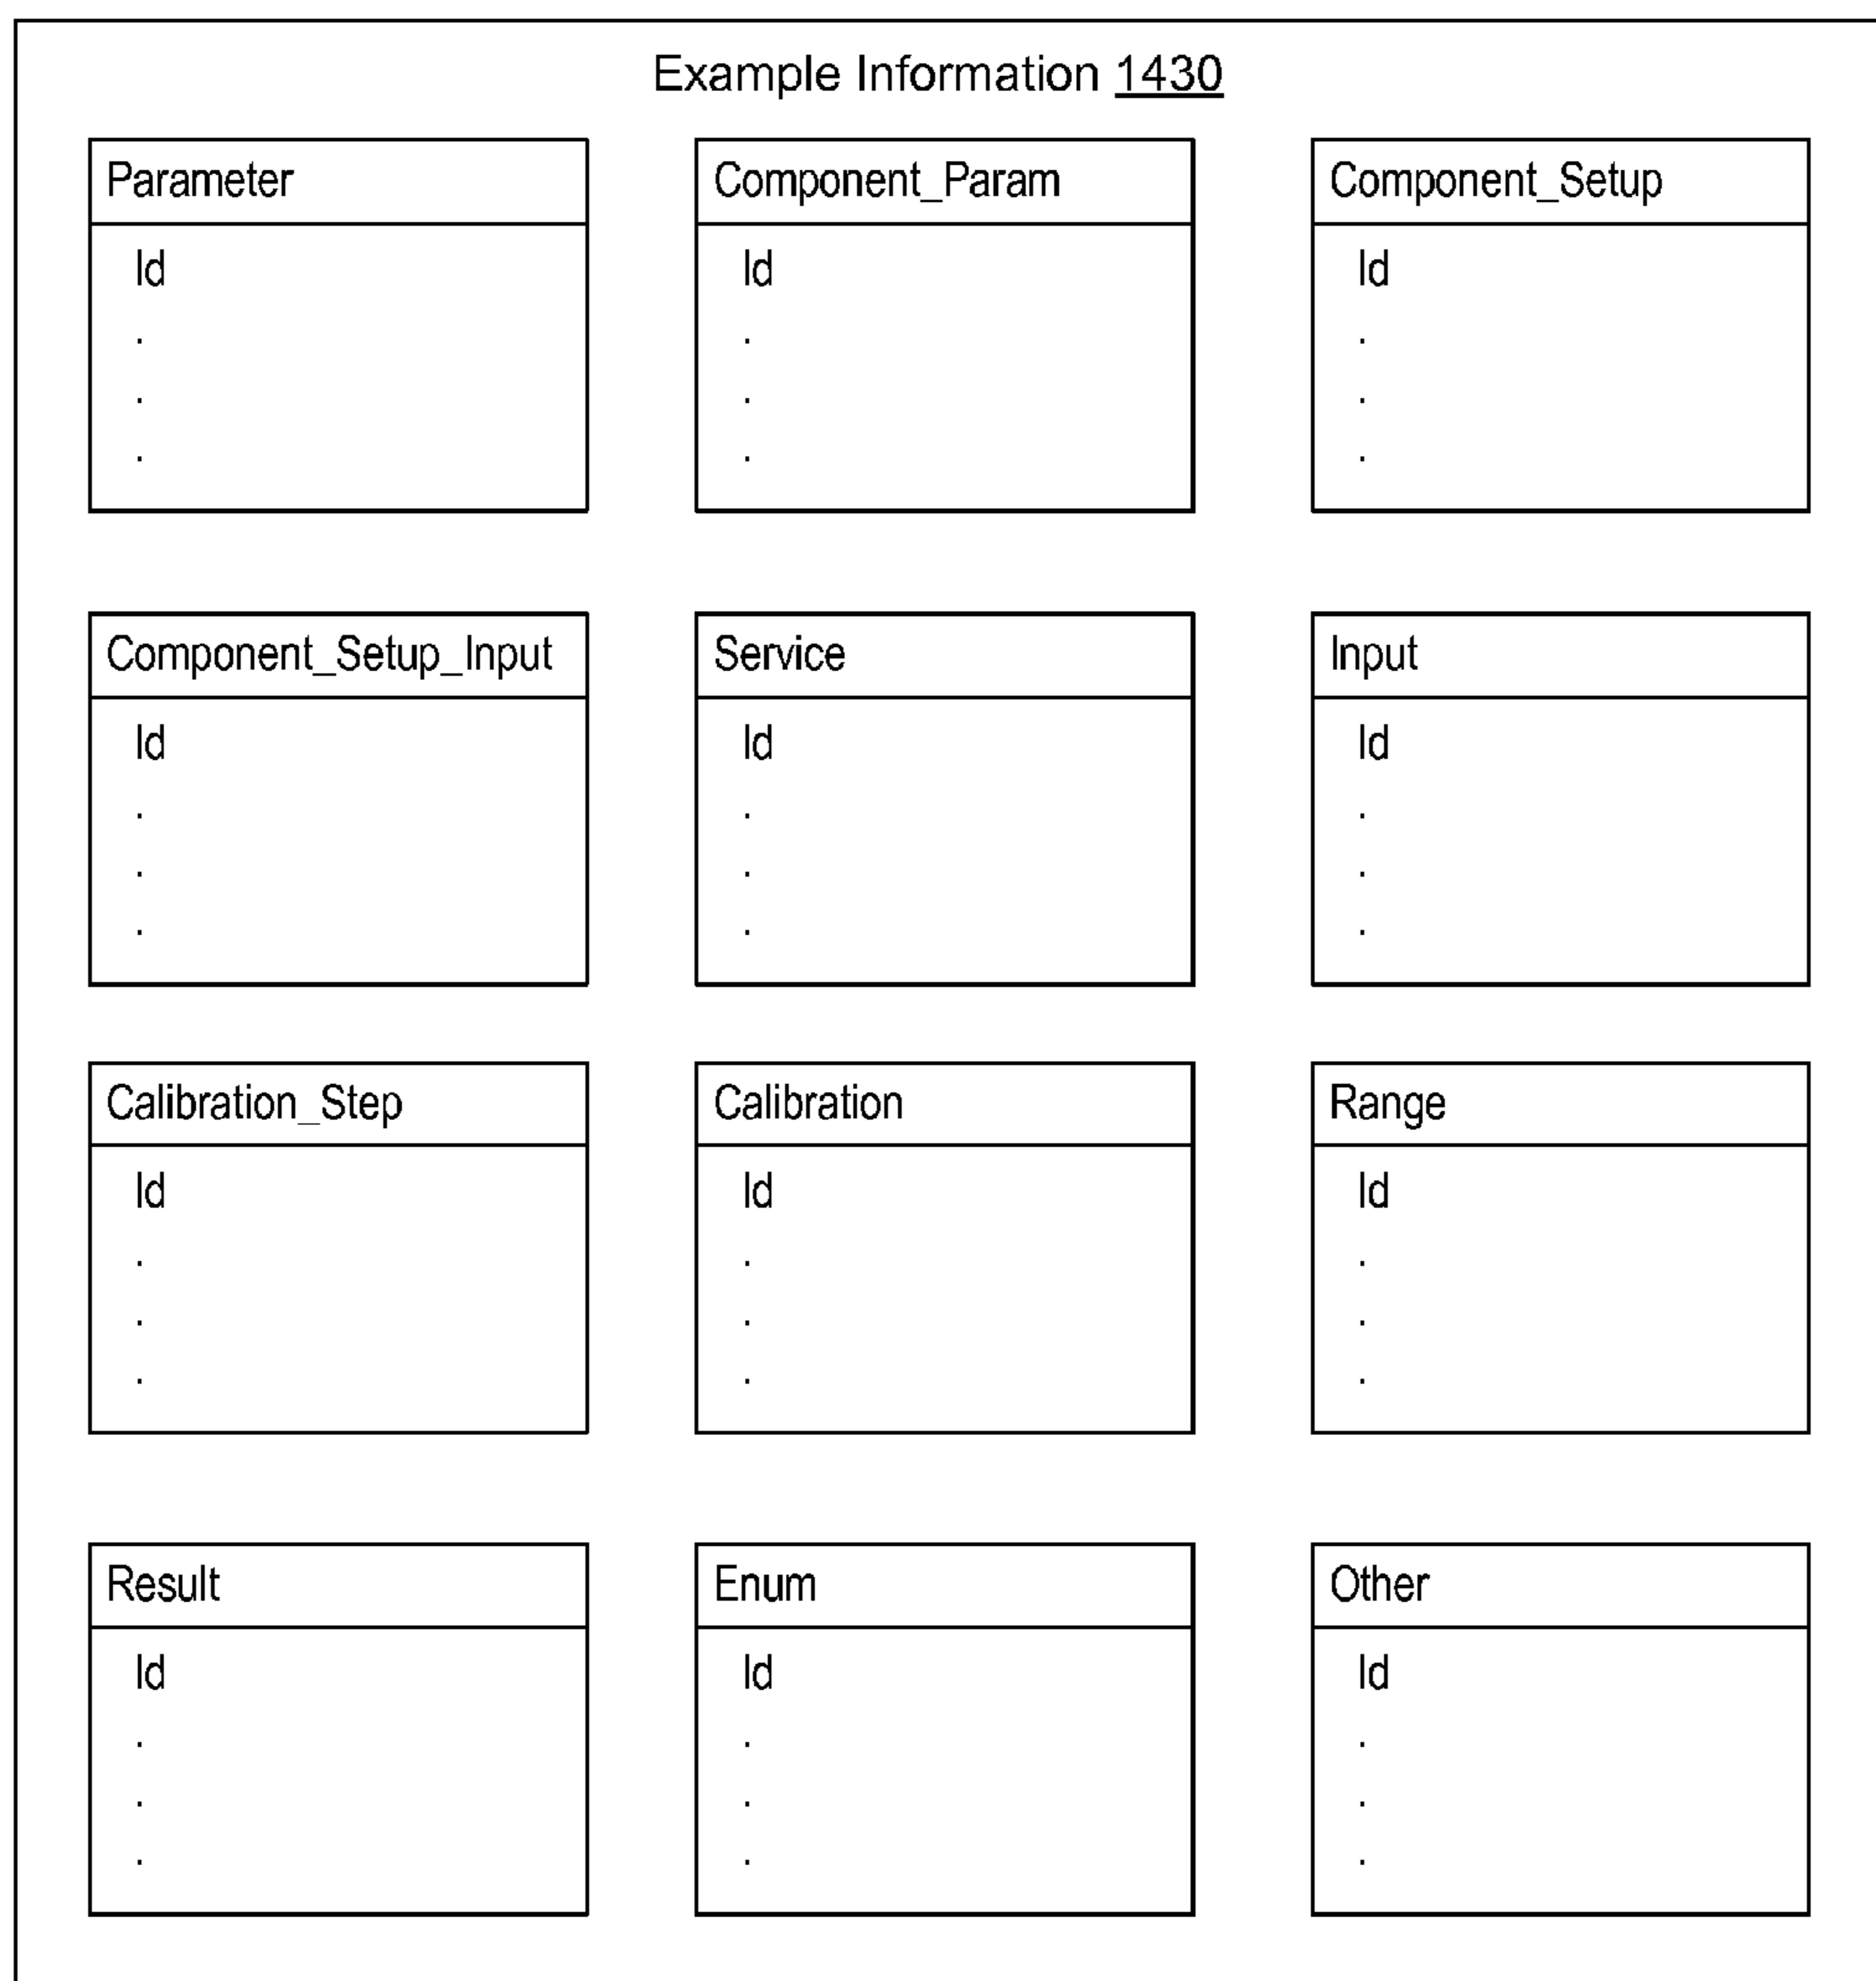 Example Information 1430
Parameter
Id
.
.
.
Component_Param
Id
.
.
.
Component_Setup
Id
.
.
.
Component_Setup_Input
Id
.
.
.
Service
Id
.
.
.
Input
Id
.
.
.
Calibration_Step
Id
.
.
.
Calibration
Id
.
.
.
Range
Id
.
.
.
Result
Id
.
.
.
Enum
Id
.
.
.
Other
Id
.
.
.